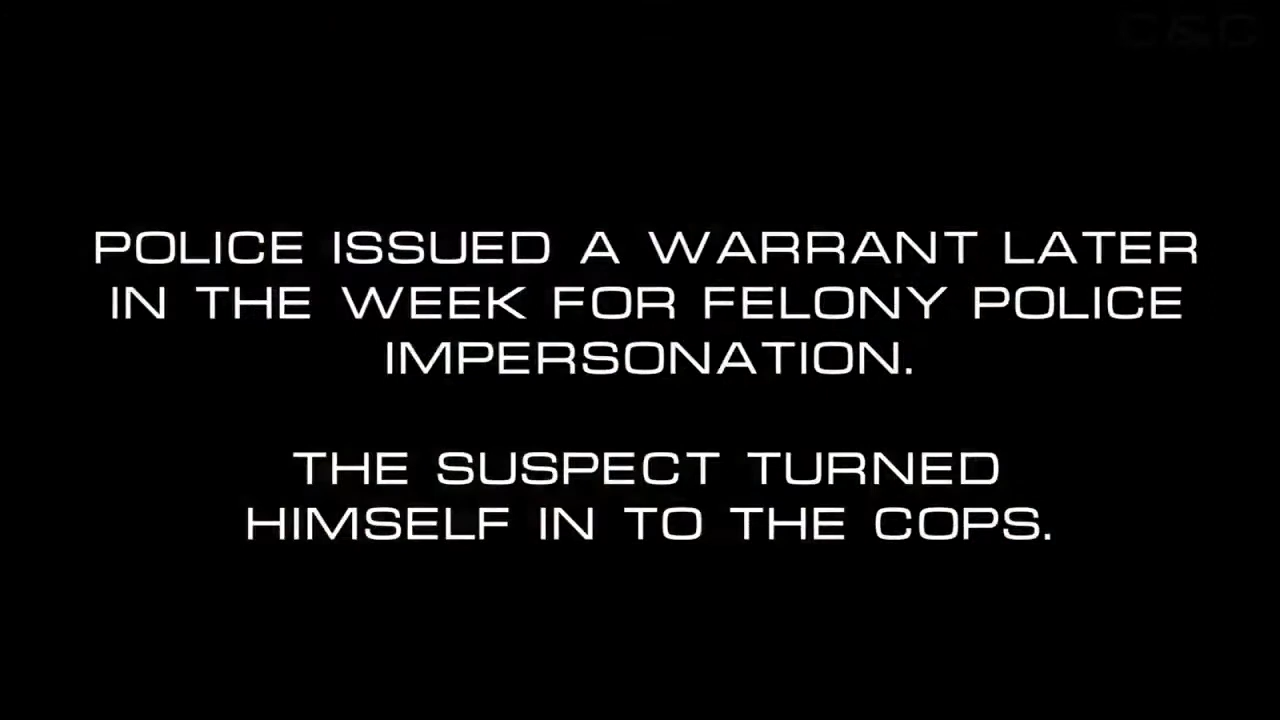 C&C
POLICE ISSUED A WARRANT LATER
IN THE WEEK FOR FELONY POLICE
IMPERSONATION.
THE SUSPECT TURNED
HIMSELF IN TO THE COPS.